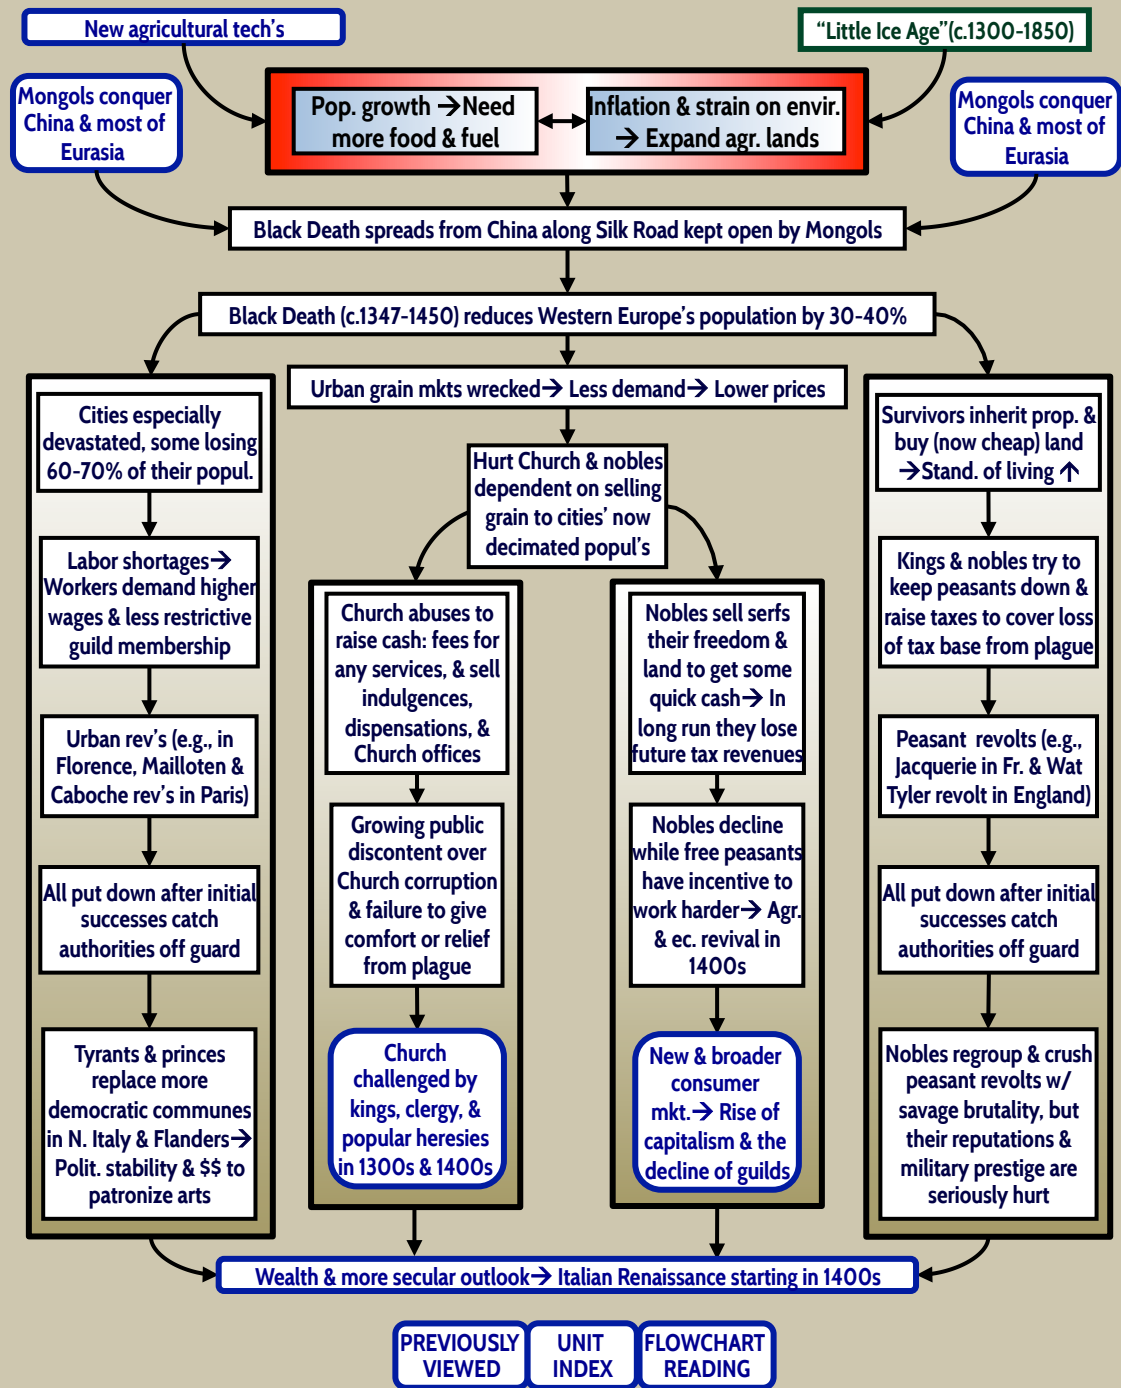 New agricultural tech's
“Little Ice Age”(c.1300-1850)
Mongols conquer
China & most of
Eurasia
Pop. growth →Need
more food & fuel
Inflation & strain on envir.
→ Expand agr. lands
Mongols conquer
China & most of
Eurasia
Black Death spreads from China along Silk Road kept open by Mongols
Black Death (c.1347-1450) reduces Western Europe's population by 30-40%
Urban grain mkts wrecked→ Less demand→ Lower prices
Cities especially
devastated, some losing
60-70% of their popul.
Labor shortages→
Workers demand higher
wages & less restrictive
guild membership
Urban rev's (e.g., in
Florence, Mailloten &
Caboche rev's in Paris)
All put down after initial
successes catch
authorities off guard
Tyrants & princes
replace more
democratic communes
in N. Italy & Flanders→
Polit. stability & $$ to
patronize arts
Hurt Church & nobles
dependent on selling
grain to cities' now
decimated popul's
Church abuses to
raise cash: fees for
any services, & sell
indulgences,
dispensations, &
Church offices
Growing public
discontent over
Church corruption
& failure to give
comfort or relief
from plague
Church
challenged by
kings, clergy, &
popular heresies
in 1300s & 1400s
Nobles sell serfs
their freedom &
land to get some
quick cash→ In
long run they lose
future tax revenues
Nobles decline
while free peasants
have incentive to
work harder→ Agr.
& ec. revival in
1400s
New & broader
consumer
mkt.→ Rise of
capitalism & the
decline of guilds
Survivors inherit prop. &
buy (now cheap) land
→Stand. of living ↑
Kings & nobles try to
keep peasants down &
raise taxes to cover loss
of tax base from plague
Peasant revolts (e.g.,
Jacquerie in Fr. & Wat
Tyler revolt in England)
All put down after initial
successes catch
authorities off guard
Nobles regroup & crush
peasant revolts w/
savage brutality, but
their reputations &
military prestige are
seriously hurt
Wealth & more secular outlook→ Italian Renaissance starting in 1400s
PREVIOUSLY
VIEWED
UNIT
INDEX
FLOWCHART
READING